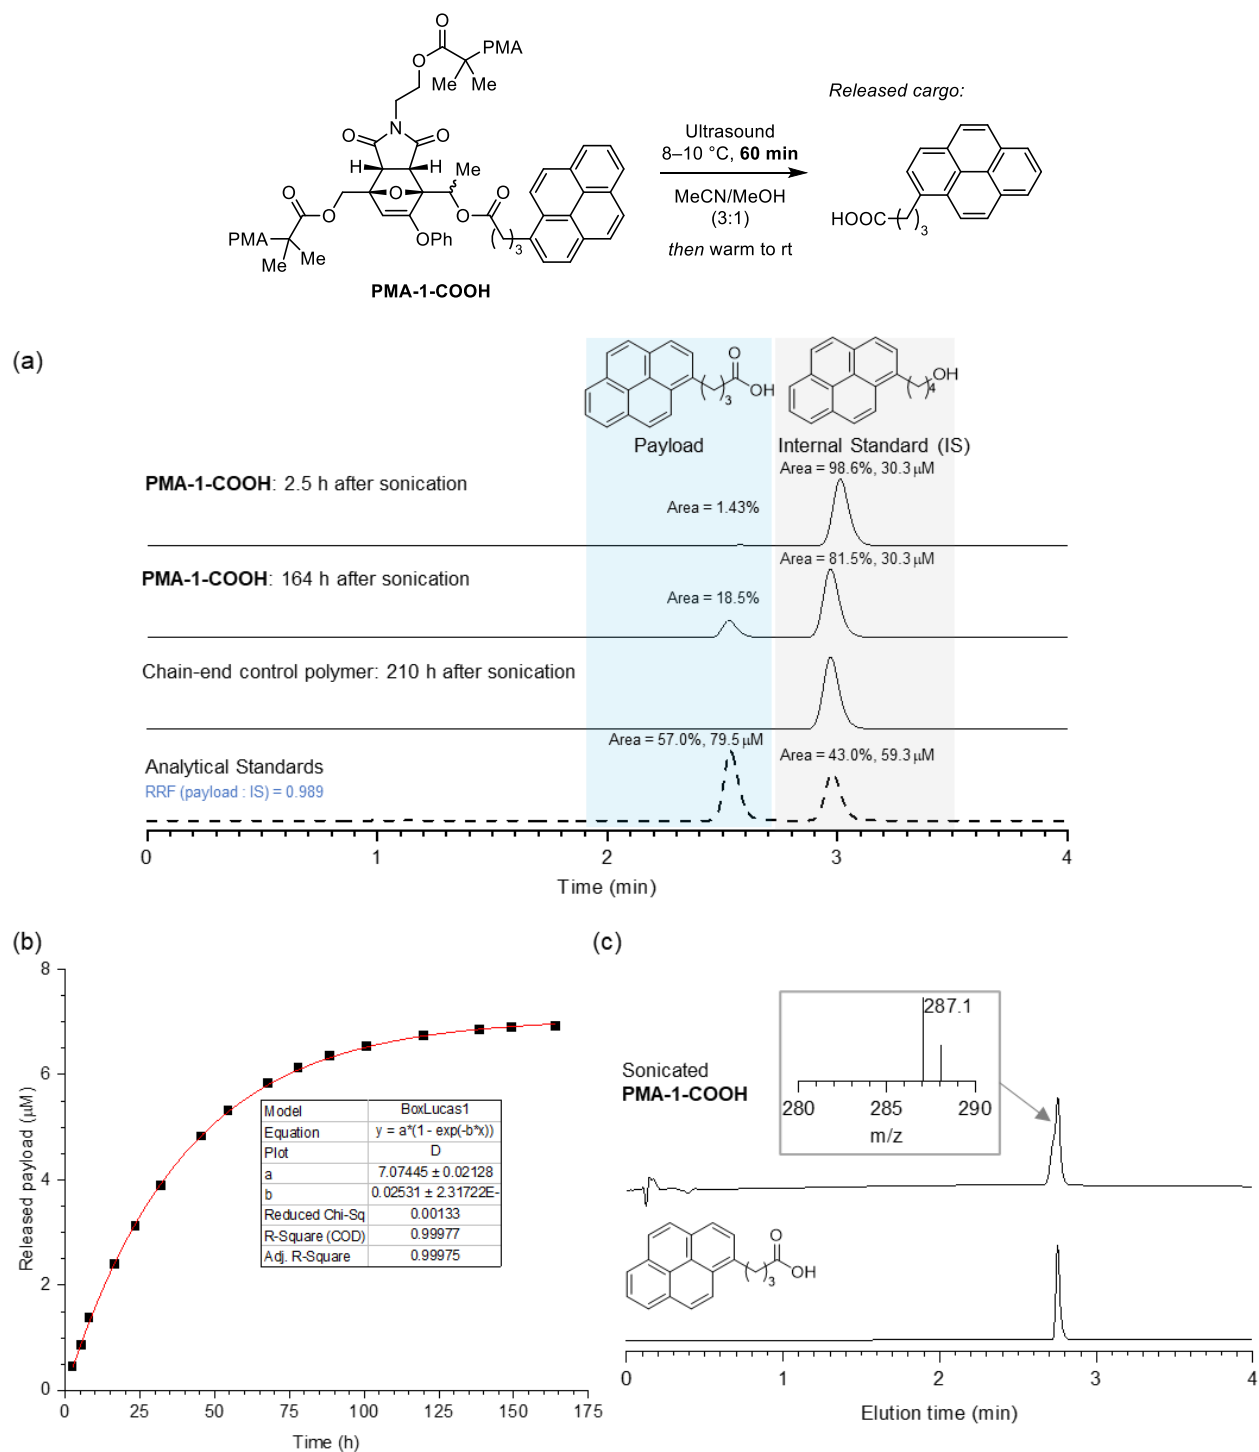 O
O
PMA
Me
Me
O
N
O
H
H
O
Me
O
O
O
O
PMA
Me
Me
OPh
( )3
PMA-1-COOH
Ultrasound
8–10 °C, 60 min
MeCN/MeOH
(3:1)
then warm to rt
Released cargo:
HOOC ( )3
(a)
O
OH
( )3
Payload
OH
( )4
Internal Standard (IS)
Area = 98.6%, 30.3 μM
PMA-1-COOH: 2.5 h after sonication
Area = 1.43%
Area = 81.5%, 30.3 μM
PMA-1-COOH: 164 h after sonication
Area = 18.5%
Chain-end control polymer: 210 h after sonication
Area = 57.0%, 79.5 μM
Area = 43.0%, 59.3 μM
Analytical Standards
RRF (payload : IS) = 0.989
0 1 2 3 4
Time (min)
(b)
8
6
4
2
0
Released payload (μM)
Model BoxLucas1
Equation y = a*(1 - exp(-b*x))
Plot D
a 7.07445 ± 0.02128
b 0.02531 ± 2.31722E-
Reduced Chi-Sq 0.00133
R-Square (COD) 0.99977
Adj. R-Square 0.99975
0 25 50 75 100 125 150 175
Time (h)
(c)
287.1
280 285 290
m/z
Sonicated
PMA-1-COOH
O
OH
( )3
0 1 2 3 4
Elution time (min)